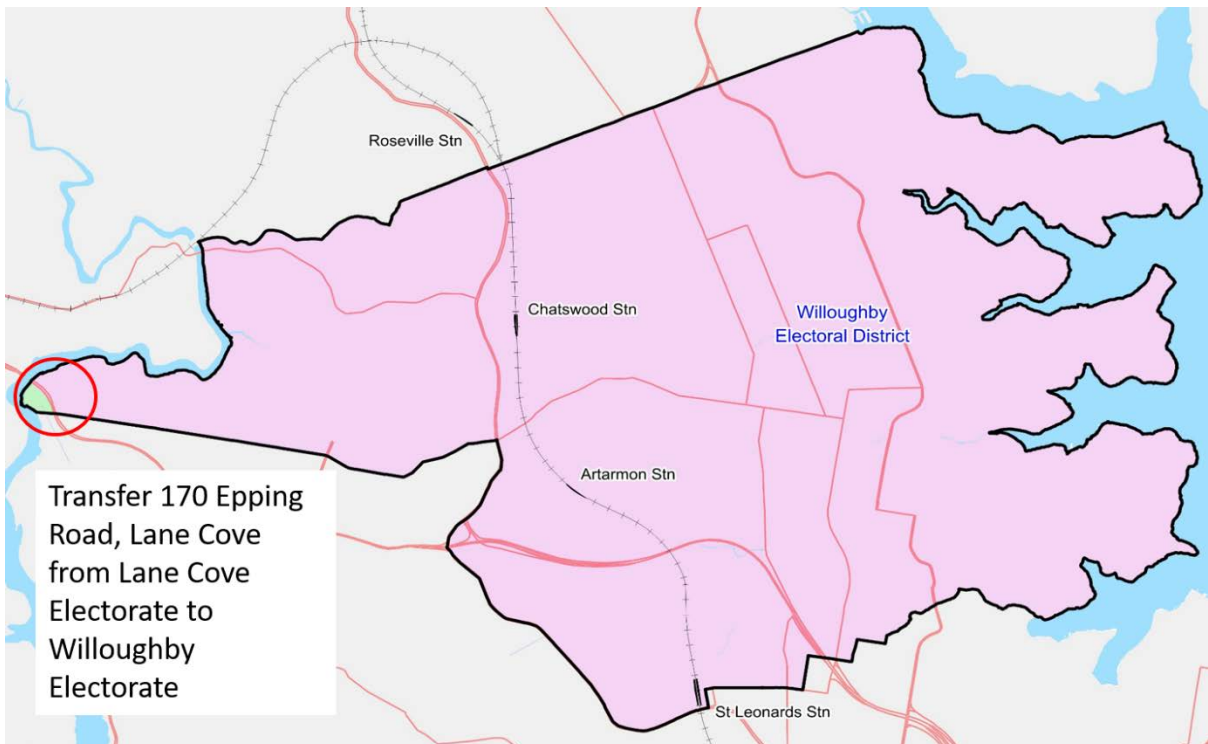 Roseville Stn
Chatswood Stn
Willoughby
Electoral District
Artarmon Stn
Transfer 170 Epping
Road, Lane Cove
from Lane Cove
Electorate to
Willoughby
Electorate
St Leonards Stn